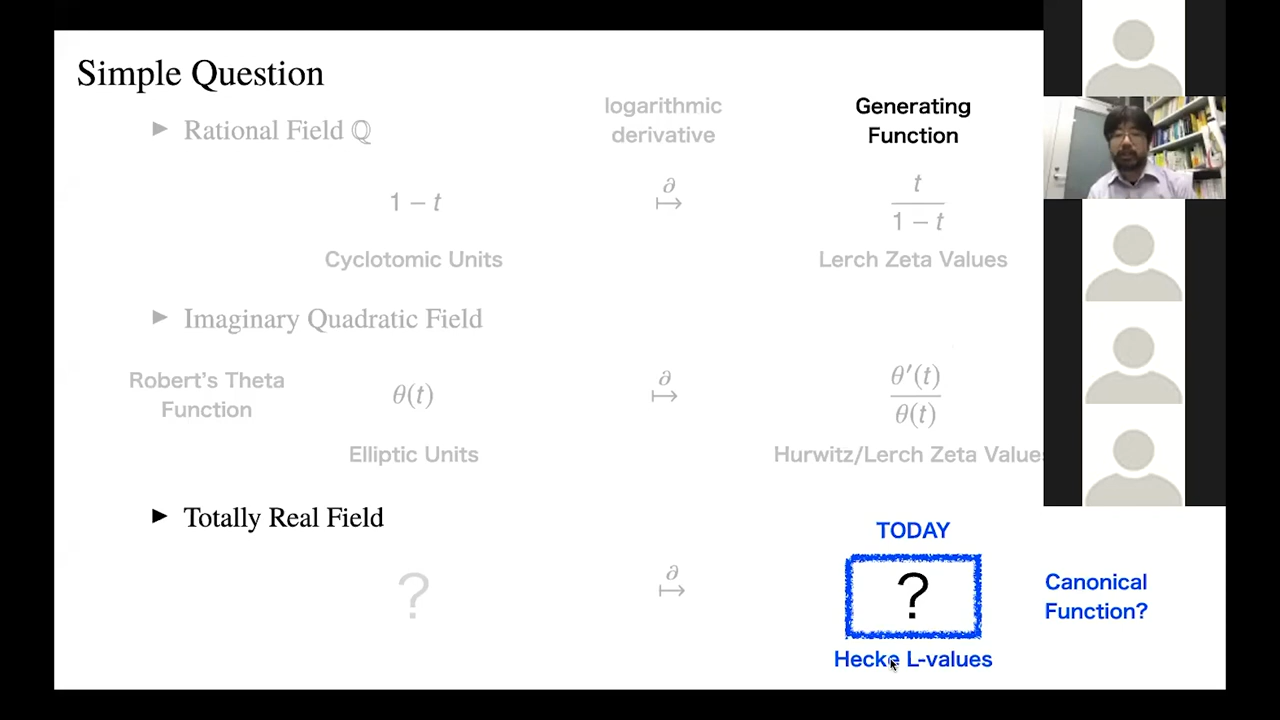 Simple Question
logarithmic
derivative
Generating
Function
▶ Rational Field ℚ
1 − t
∂
↦
t
1 − t
Cyclotomic Units
Lerch Zeta Values
▶ Imaginary Quadratic Field
Robert's Theta
Function
θ(t)
∂
↦
θ′(t)
θ(t)
Elliptic Units
Hurwitz/Lerch Zeta Values
▶ Totally Real Field
TODAY
?
∂
↦
?
Canonical
Function?
Hecke L-values